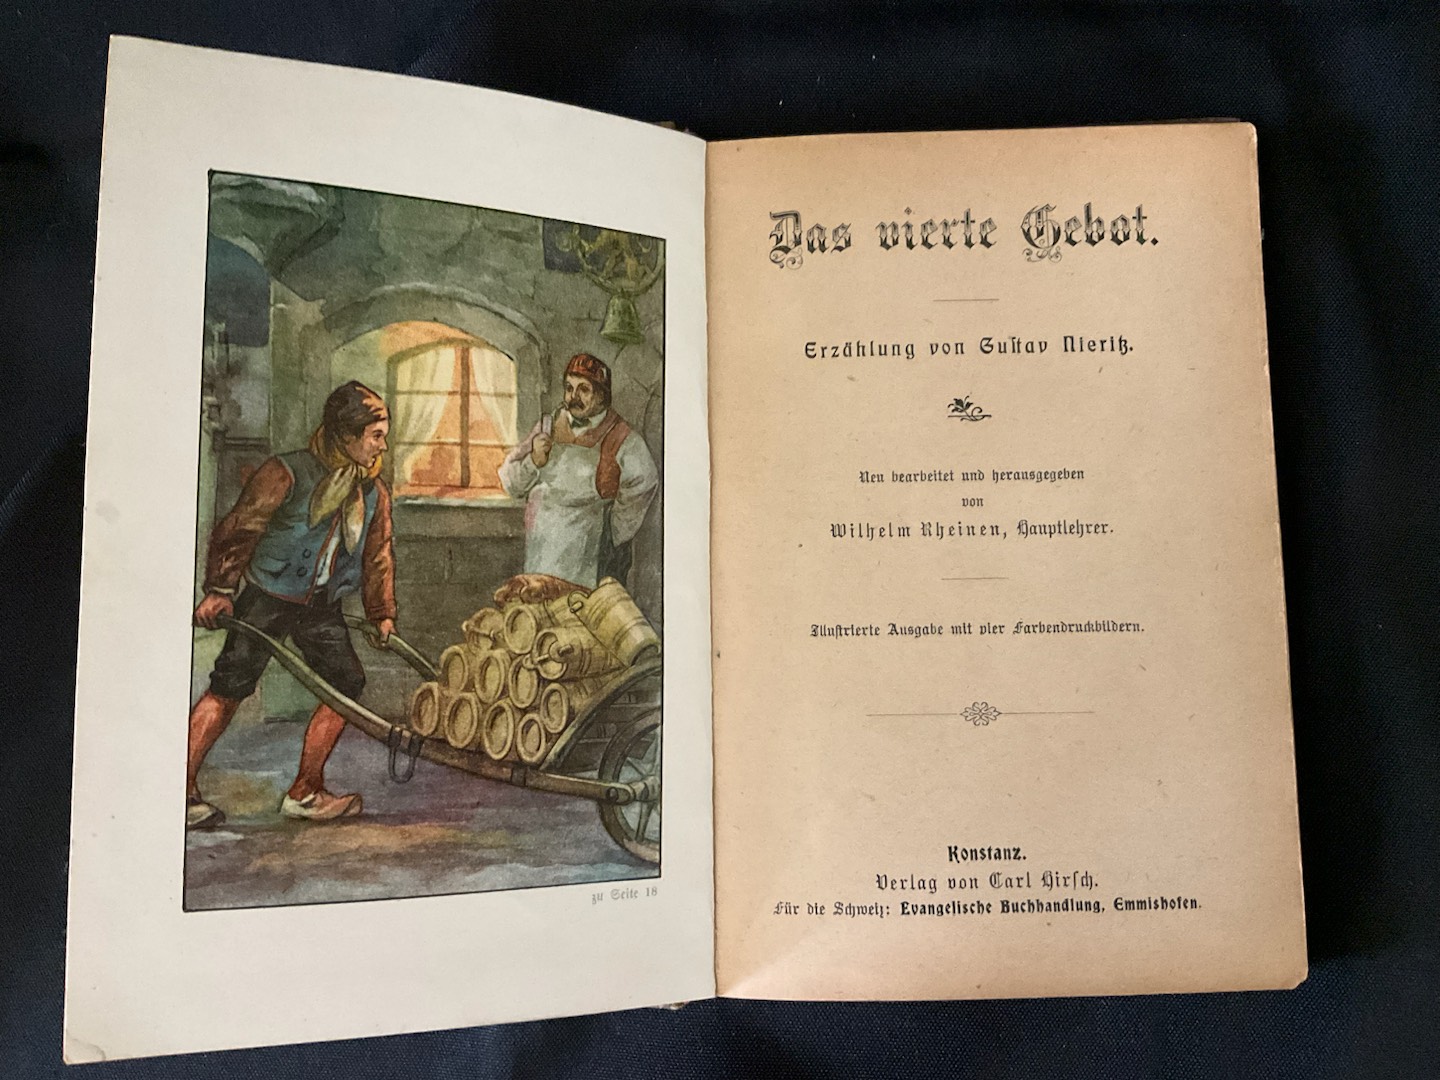 zu Seite 18
Das vierte Gebot.
Erzählung von Gustav Nieritz.
Neu bearbeitet und herausgegeben
von
Wilhelm Rheinen, Hauptlehrer.
Illustrierte Ausgabe mit vier Farbendruckbildern.
Konstanz.
Verlag von Carl Hirsch.
Für die Schweiz: Evangelische Buchhandlung, Emmishofen.